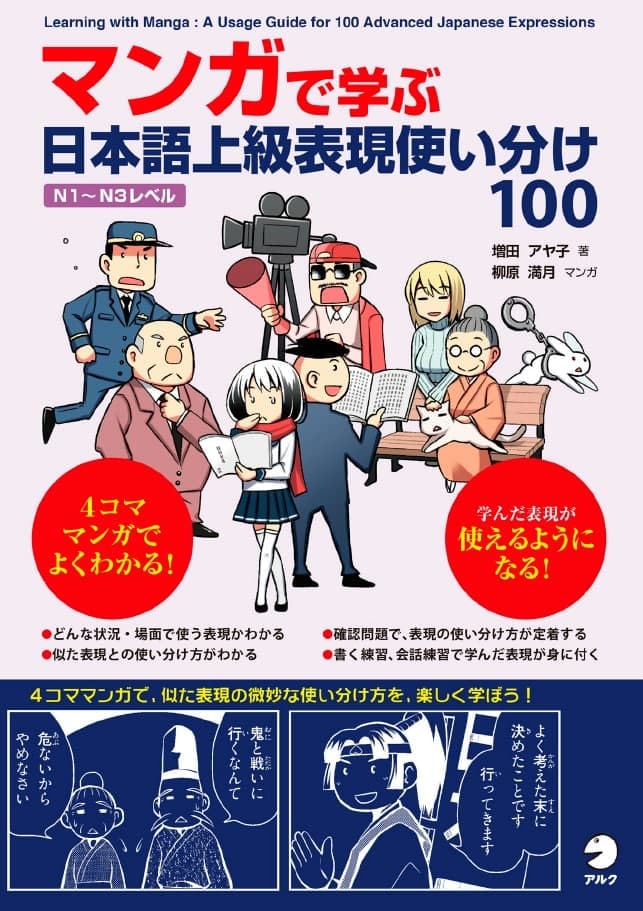 Learning with Manga : A Usage Guide for 100 Advanced Japanese Expressions
マンガで学ぶ
日本語上級表現使い分け
100
N1～N3レベル
増田 アヤ子 著
柳原 満月 マンガ
4コマ
マンガで
よくわかる!
学んだ表現が
使えるように
なる!
●どんな状況・場面で使う表現かわかる
●似た表現との使い分け方がわかる
●確認問題で、表現の使い分け方が定着する
●書く練習、会話練習で学んだ表現が身に付く
4コママンガで,似た表現の微妙な使い分け方を,楽しく学ぼう!
鬼と戦いに
行くなんて
危ないから
やめなさい
よく考えた末に
決めたことです
行ってきます
アルク